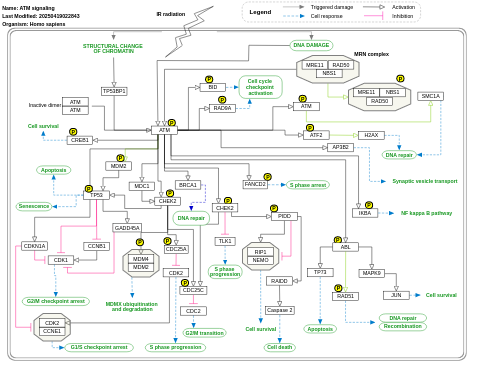 Name: ATM signaling
Last Modified: 20250419022843
Organism: Homo sapiens
IR radiation
Legend
Triggered damage
Activation
Cell response
Inhibition
STRUCTURAL CHANGE
OF CHROMATIN
DNA DAMAGE
MRN complex
MRE11
RAD50
NBS1
P
MRE11
NBS1
RAD50
SMC1A
TP53BP1
P
BID
Cell cycle
checkpoint
activation
P
RAD9A
P
ATM
Inactive dimer
ATM
ATM
P
ATM
Cell survival
P
CREB1
P
ATF2
H2AX
AP1B2
DNA repair
P
MDM2
Apoptosis
P
TP53
Senescence
MDC1
BRCA1
P
CHEK2
P
FANCD2
S phase arrest
Synaptic vesicle transport
DNA repair
P
CHEK2
P
PIDD
P
IKBA
NF kappa B pathway
GADD45A
CDKN1A
CCNB1
CDK1
P
MDM4
MDM2
P
CDC25A
CDK2
TLK1
S phase
progression
RIP1
NEMO
P
ABL
TP73
MAPK9
RAIDD
P
CDC25C
P
RAD51
JUN
Cell survival
G2/M checkpoint arrest
MDMX ubiquitination
and degradation
CDC2
Caspase 2
G2/M transition
Cell survival
Apoptosis
DNA repair
Recombination
CDK2
P
CCNE1
G1/S checkpoint arrest
S phase progression
Cell death